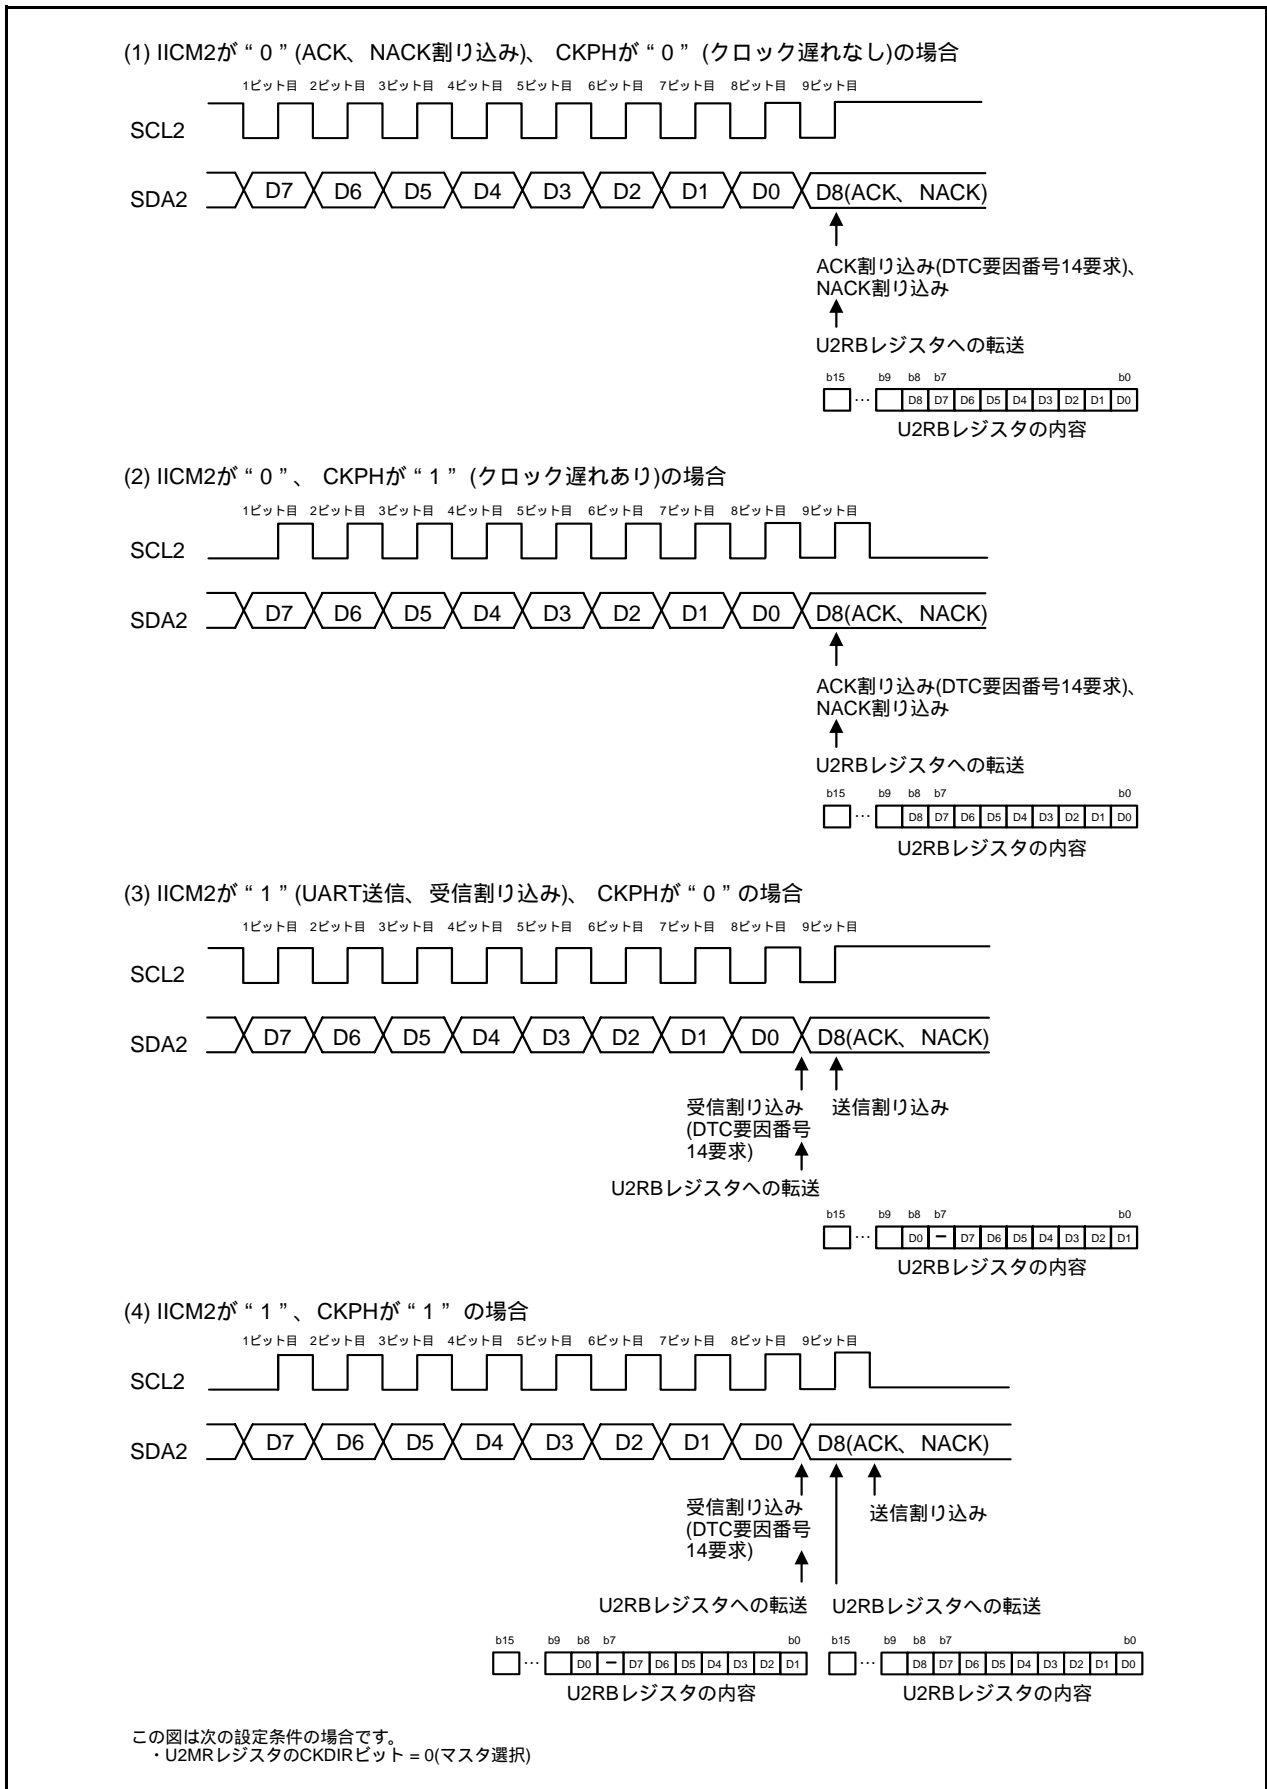 (1) IICM2が “ 0 ” (ACK、NACK割り込み)、 CKPHが “ 0 ” (クロック遅れなし)の場合
1ビット目 2ビット目 3ビット目 4ビット目 5ビット目 6ビット目 7ビット目 8ビット目 9ビット目
SCL2
SDA2 D7 D6 D5 D4 D3 D2 D1 D0 D8(ACK、NACK)
ACK割り込み(DTC要因番号14要求)、
NACK割り込み
U2RBレジスタへの転送
b15 b9 b8 b7 b0
… D8 D7 D6 D5 D4 D3 D2 D1 D0
U2RBレジスタの内容
(2) IICM2が “ 0 ” 、 CKPHが “ 1 ” (クロック遅れあり)の場合
1ビット目 2ビット目 3ビット目 4ビット目 5ビット目 6ビット目 7ビット目 8ビット目 9ビット目
SCL2
SDA2 D7 D6 D5 D4 D3 D2 D1 D0 D8(ACK、NACK)
ACK割り込み(DTC要因番号14要求)、
NACK割り込み
U2RBレジスタへの転送
b15 b9 b8 b7 b0
… D8 D7 D6 D5 D4 D3 D2 D1 D0
U2RBレジスタの内容
(3) IICM2が “ 1 ” (UART送信、受信割り込み)、 CKPHが “ 0 ” の場合
1ビット目 2ビット目 3ビット目 4ビット目 5ビット目 6ビット目 7ビット目 8ビット目 9ビット目
SCL2
SDA2 D7 D6 D5 D4 D3 D2 D1 D0 D8(ACK、NACK)
受信割り込み 送信割り込み
(DTC要因番号
14要求)
U2RBレジスタへの転送
b15 b9 b8 b7 b0
… D0 − D7 D6 D5 D4 D3 D2 D1
U2RBレジスタの内容
(4) IICM2が “ 1 ” 、CKPHが “ 1 ” の場合
1ビット目 2ビット目 3ビット目 4ビット目 5ビット目 6ビット目 7ビット目 8ビット目 9ビット目
SCL2
SDA2 D7 D6 D5 D4 D3 D2 D1 D0 D8(ACK、NACK)
受信割り込み 送信割り込み
(DTC要因番号
14要求)
U2RBレジスタへの転送 U2RBレジスタへの転送
b15 b9 b8 b7 b0 b15 b9 b8 b7 b0
… D0 − D7 D6 D5 D4 D3 D2 D1 … D8 D7 D6 D5 D4 D3 D2 D1 D0
U2RBレジスタの内容 U2RBレジスタの内容
この図は次の設定条件の場合です。
・U2MRレジスタのCKDIRビット = 0(マスタ選択)